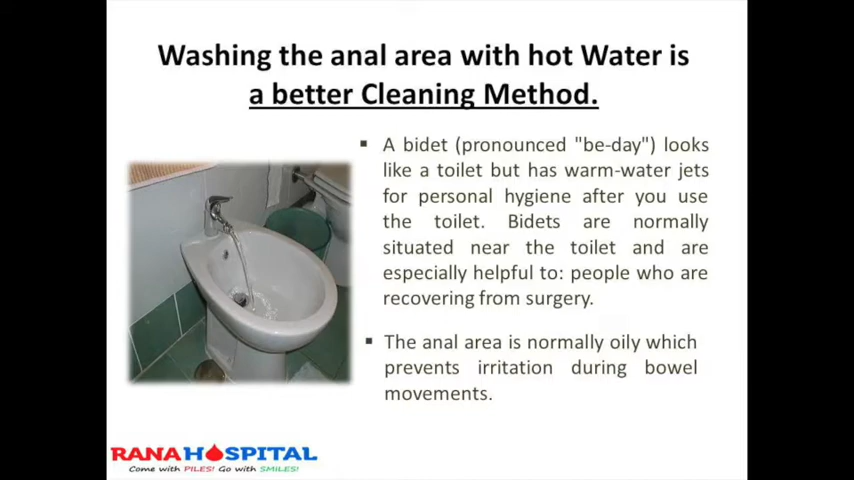 Washing the anal area with hot Water is
a better Cleaning Method.
▪ A bidet (pronounced "be-day") looks
like a toilet but has warm-water jets
for personal hygiene after you use
the toilet. Bidets are normally
situated near the toilet and are
especially helpful to: people who are
recovering from surgery.
▪ The anal area is normally oily which
prevents irritation during bowel
movements.
RANA HOSPITAL
Come with PILES! Go with SMILES!